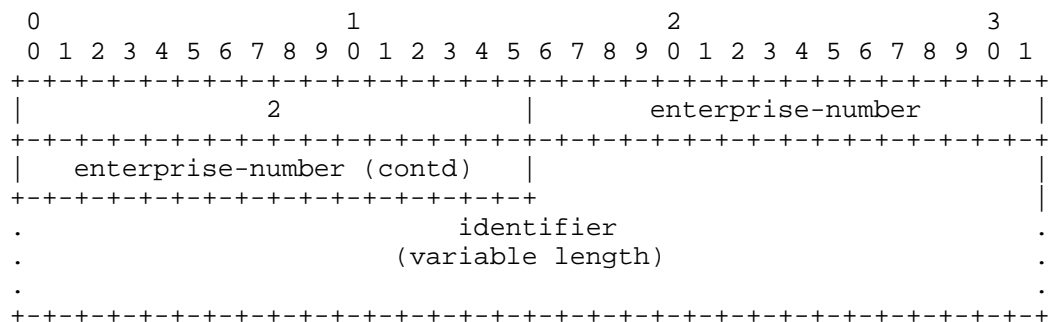 0                   1                   2                   3
 0 1 2 3 4 5 6 7 8 9 0 1 2 3 4 5 6 7 8 9 0 1 2 3 4 5 6 7 8 9 0 1
+-+-+-+-+-+-+-+-+-+-+-+-+-+-+-+-+-+-+-+-+-+-+-+-+-+-+-+-+-+-+-+-+
|               2               |       enterprise-number       |
+-+-+-+-+-+-+-+-+-+-+-+-+-+-+-+-+-+-+-+-+-+-+-+-+-+-+-+-+-+-+-+-+
|   enterprise-number (contd)   |                               |
+-+-+-+-+-+-+-+-+-+-+-+-+-+-+-+-+                               |
.                           identifier                          .
.                       (variable length)                       .
.                                                               .
+-+-+-+-+-+-+-+-+-+-+-+-+-+-+-+-+-+-+-+-+-+-+-+-+-+-+-+-+-+-+-+-+